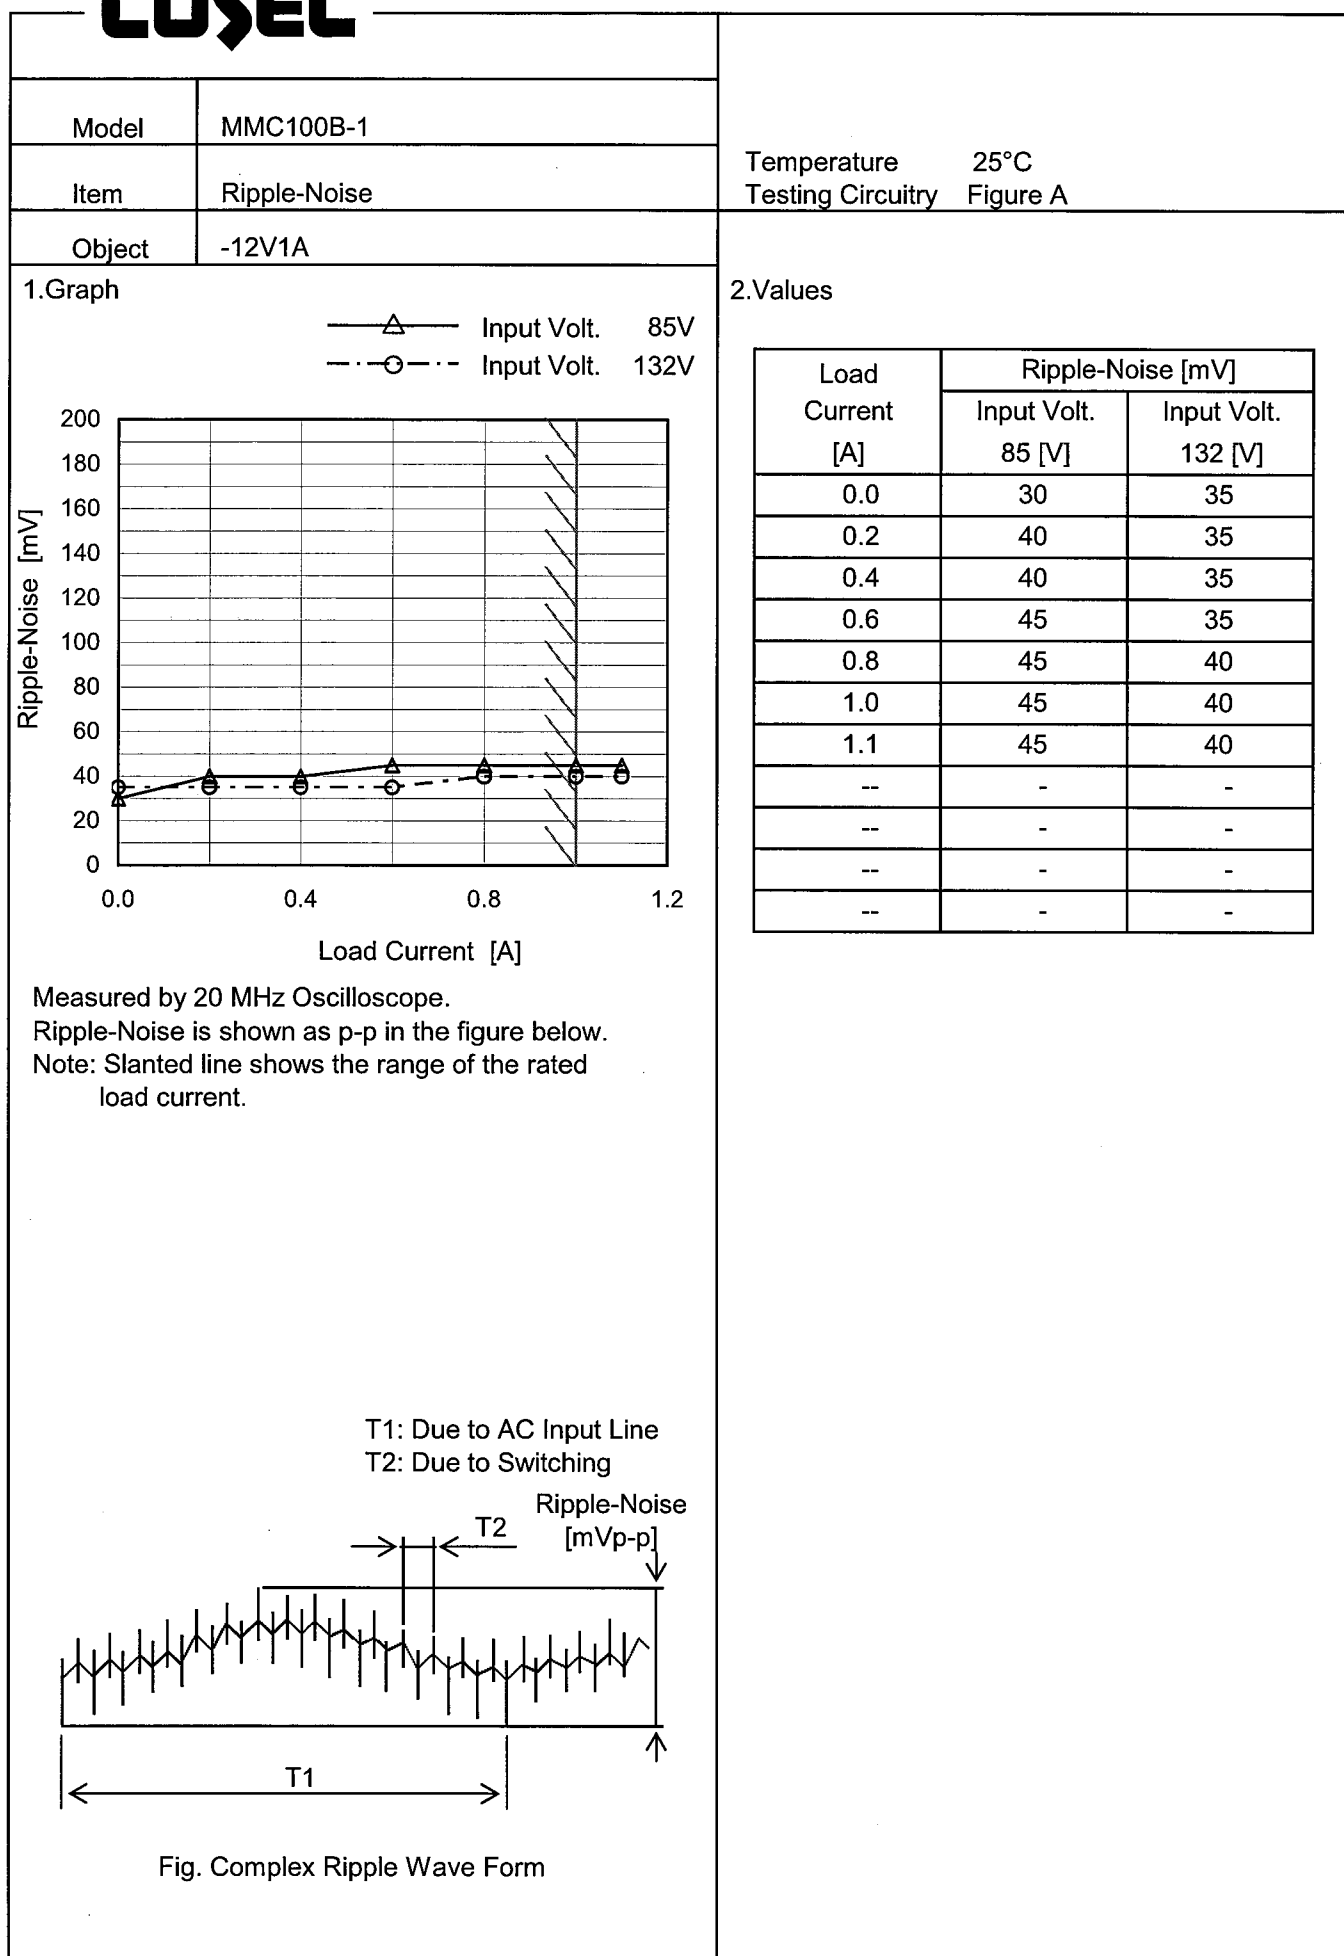 COSEL
Model MMC100B-1
Item Ripple-Noise
Object -12V1A
Temperature 25°C
Testing Circuitry Figure A
1.Graph
Input Volt. 85V
Input Volt. 132V
Ripple-Noise [mV]
200
180
160
140
120
100
80
60
40
20
0
0.0 0.4 0.8 1.2
Load Current [A]
Measured by 20 MHz Oscilloscope.
Ripple-Noise is shown as p-p in the figure below.
Note: Slanted line shows the range of the rated
load current.
T1: Due to AC Input Line
T2: Due to Switching
Ripple-Noise
[mVp-p]
T2
T1
Fig. Complex Ripple Wave Form
2.Values
Load Ripple-Noise [mV]
Current Input Volt. Input Volt.
[A] 85 [V] 132 [V]
0.0 30 35
0.2 40 35
0.4 40 35
0.6 45 35
0.8 45 40
1.0 45 40
1.1 45 40
-- - -
-- - -
-- - -
-- - -